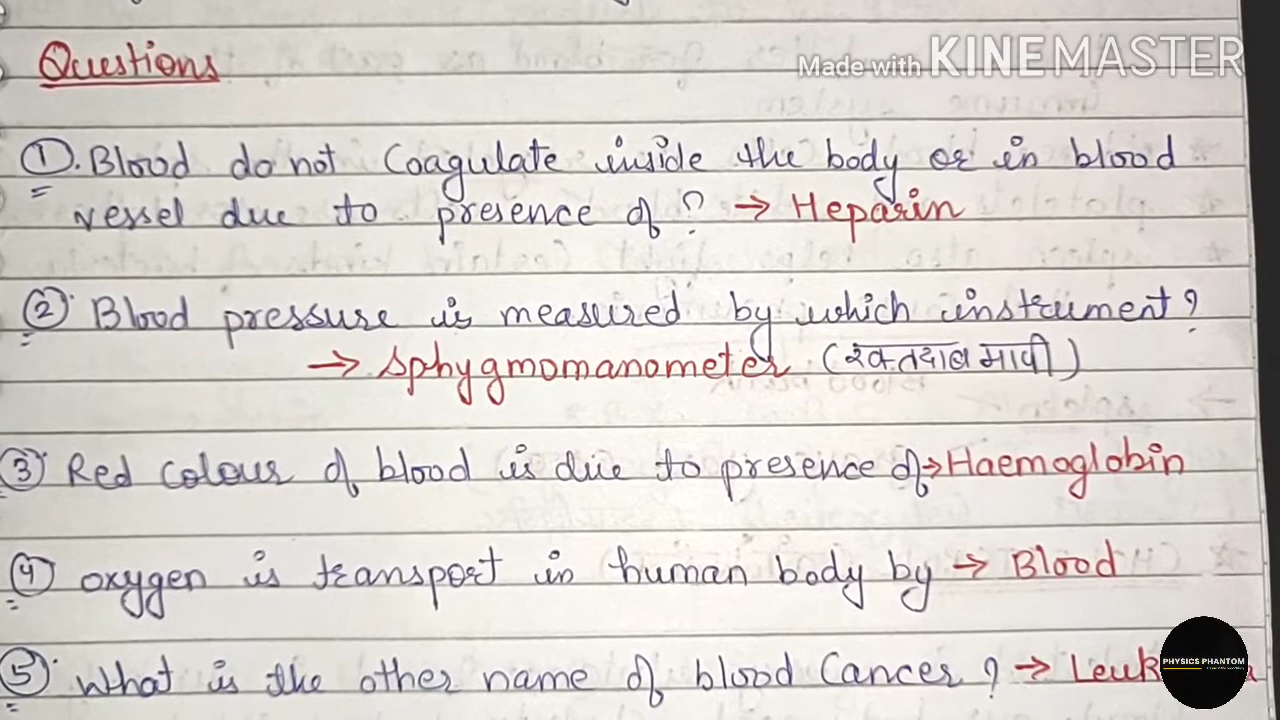 Questions
Made with KINEMASTER
①. Blood do not Coagulate inside the body or in blood
vessel due to presence of? → Heparin
② Blood pressure is measured by which instrument?
→ Sphygmomanometer (रक्तदाब मापी)
③ Red Colour of blood is due to presence of → Haemoglobin
④ oxygen is transport in human body by → Blood
⑤ What is the other name of blood Cancer? →
PHYSICS PHANTOM